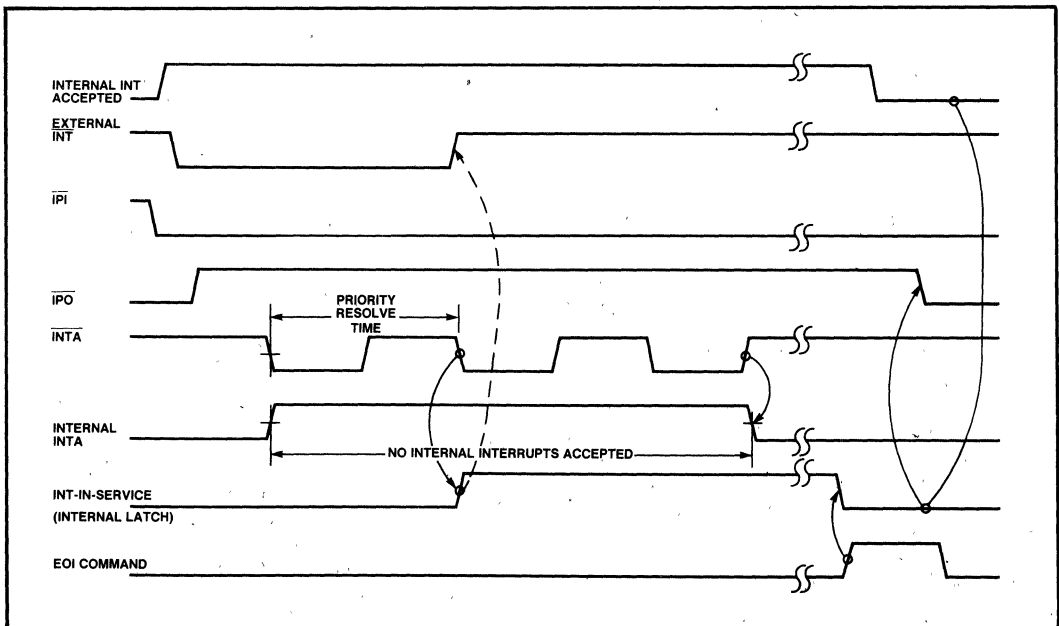 INTERNAL INT
ACCEPTED
EXTERNAL
INT
IPI
IPO
PRIORITY
RESOLVE
TIME
INTA
INTERNAL
INTA
NO INTERNAL INTERRUPTS ACCEPTED
INT-IN-SERVICE
(INTERNAL LATCH)
EOI COMMAND